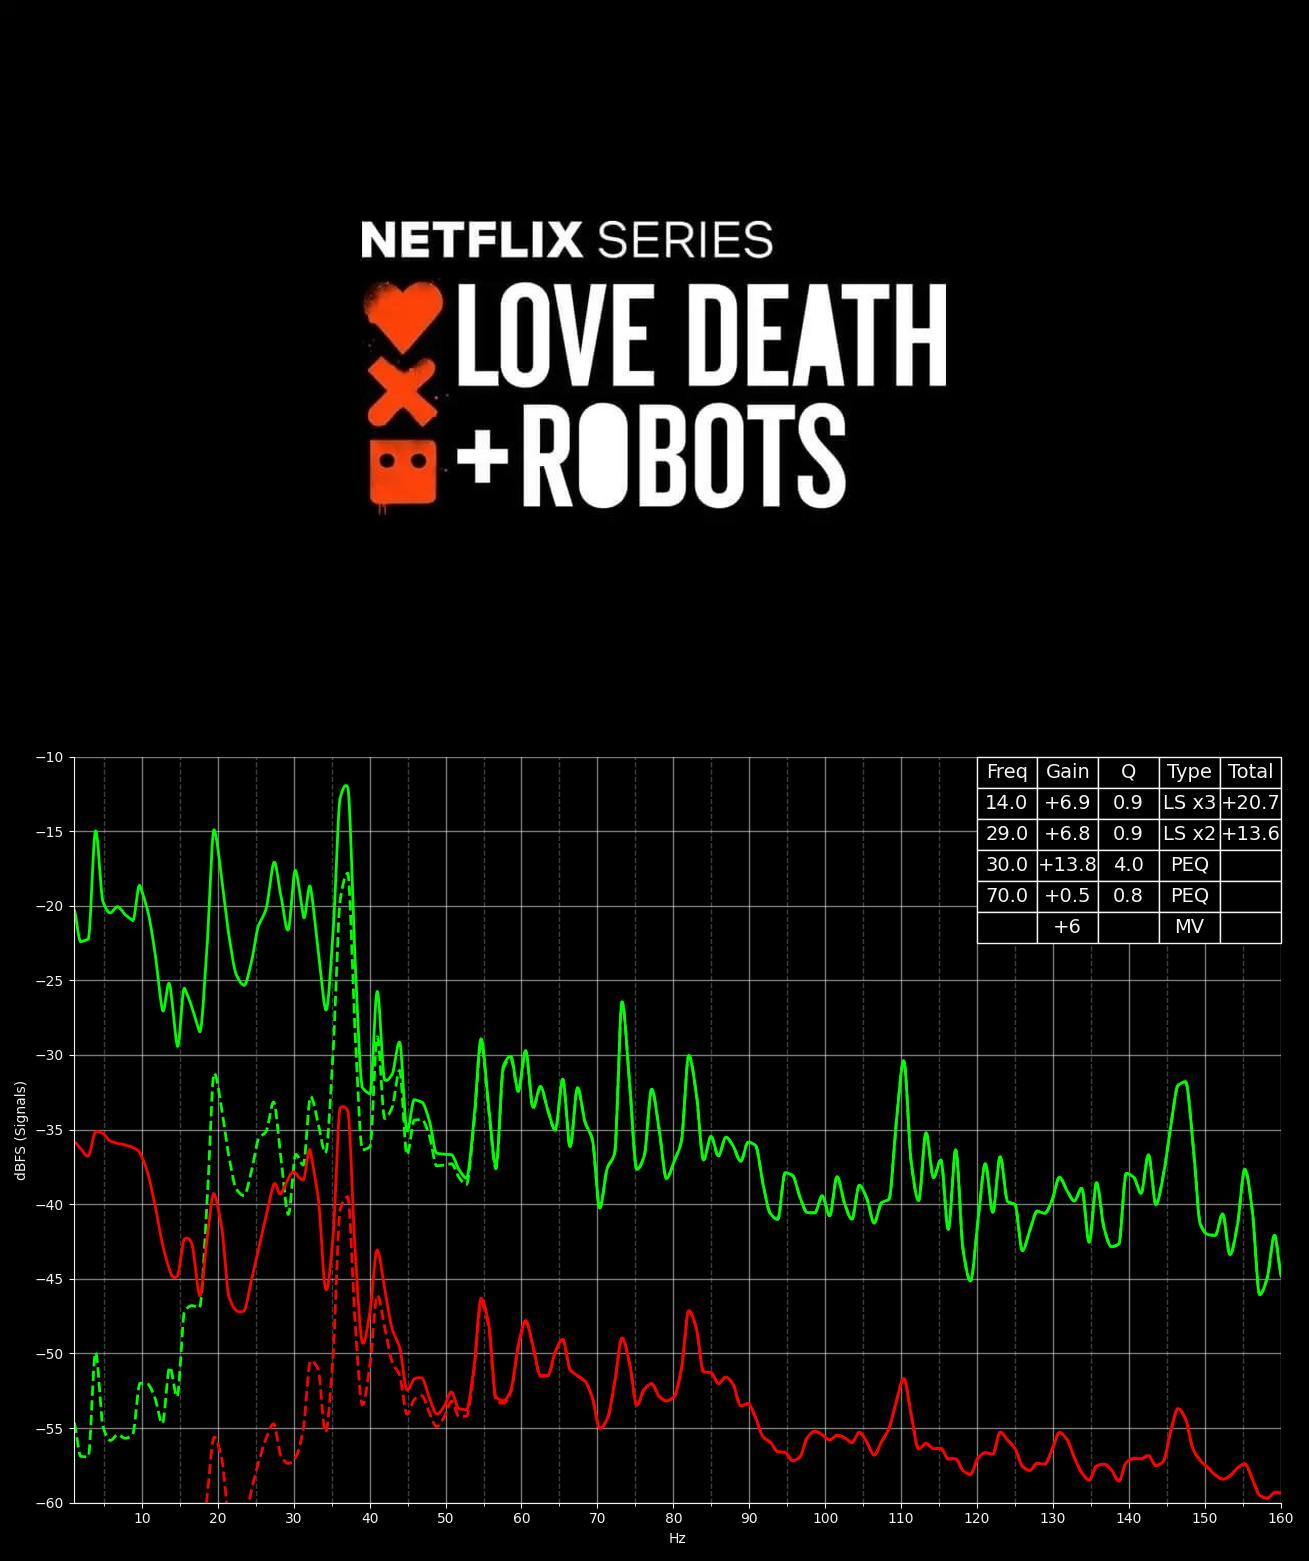 NETFLIX SERIES
LOVE DEATH
+ROBOTS
Freq Gain Q Type Total
14.0 +6.9 0.9 LS x3 +20.7
29.0 +6.8 0.9 LS x2 +13.6
30.0 +13.8 4.0 PEQ
70.0 +0.5 0.8 PEQ
+6 MV
dBFS (Signals)
−10
−15
−20
−25
−30
−35
−40
−45
−50
−55
−60
10 20 30 40 50 60 70 80 90 100 110 120 130 140 150 160
Hz